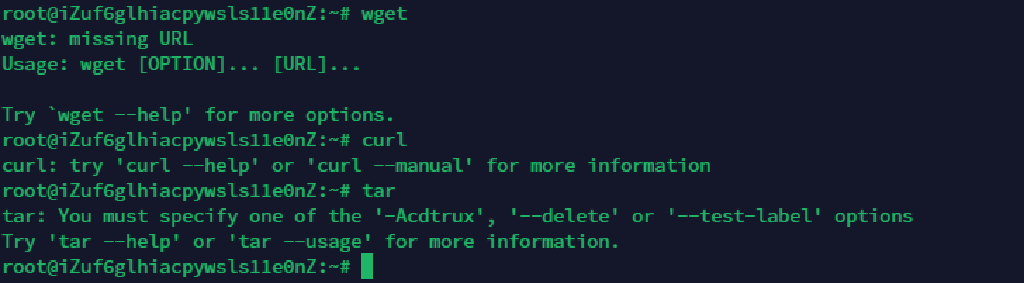 root@iZuf6glhiacpywsls11e0nZ:~# wget
wget: missing URL
Usage: wget [OPTION]... [URL]...
Try `wget --help' for more options.
root@iZuf6glhiacpywsls11e0nZ:~# curl
curl: try 'curl --help' or 'curl --manual' for more information
root@iZuf6glhiacpywsls11e0nZ:~# tar
tar: You must specify one of the '-Acdtrux', '--delete' or '--test-label' options
Try 'tar --help' or 'tar --usage' for more information.
root@iZuf6glhiacpywsls11e0nZ:~#